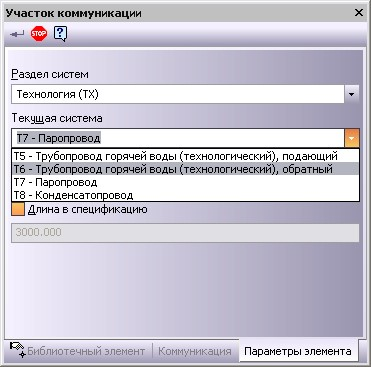 Участок коммуникации
STOP
?
Раздел систем
Технология (ТХ)
Текущая система
Т7 - Паропровод
Т5 - Трубопровод горячей воды (технологический), подающий
Т6 - Трубопровод горячей воды (технологический), обратный
Т7 - Паропровод
Т8 - Конденсатопровод
Длина в спецификацию
3000.000
Библиотечный элемент
Коммуникация
Параметры элемента